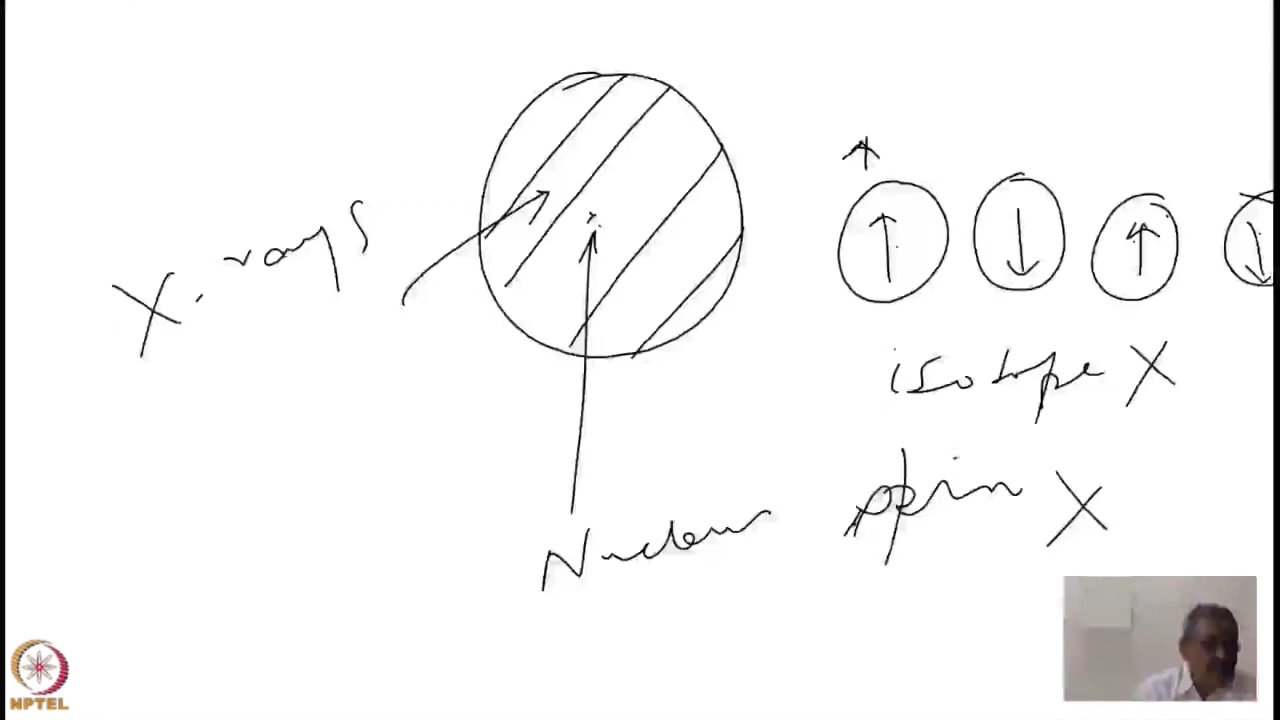 X-rays
isotope X
spin X
Nucleus
NPTEL